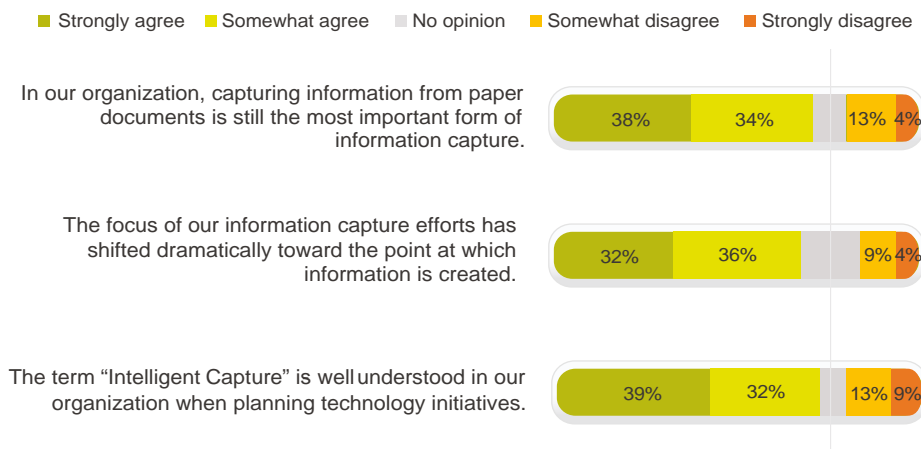 Strongly agree Somewhat agree No opinion Somewhat disagree Strongly disagree
In our organization, capturing information from paper
documents is still the most important form of
information capture.
38% 34% 13% 4%
The focus of our information capture efforts has
shifted dramatically toward the point at which
information is created.
32% 36% 9% 4%
The term “Intelligent Capture” is well understood in our
organization when planning technology initiatives.
39% 32% 13% 9%